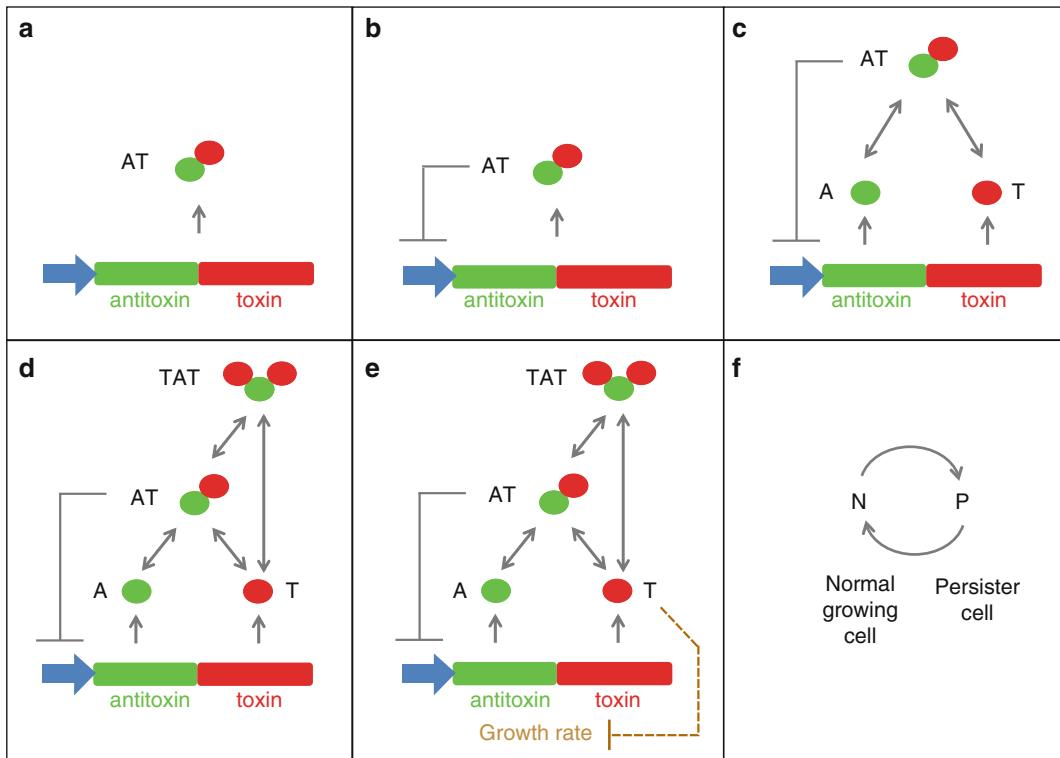 a
AT
antitoxin toxin
b
AT
antitoxin toxin
c
AT
A T
antitoxin toxin
d
TAT
AT
A T
antitoxin toxin
e
TAT
AT
A T
antitoxin toxin
Growth rate
f
N P
Normal growing cell
Persister cell